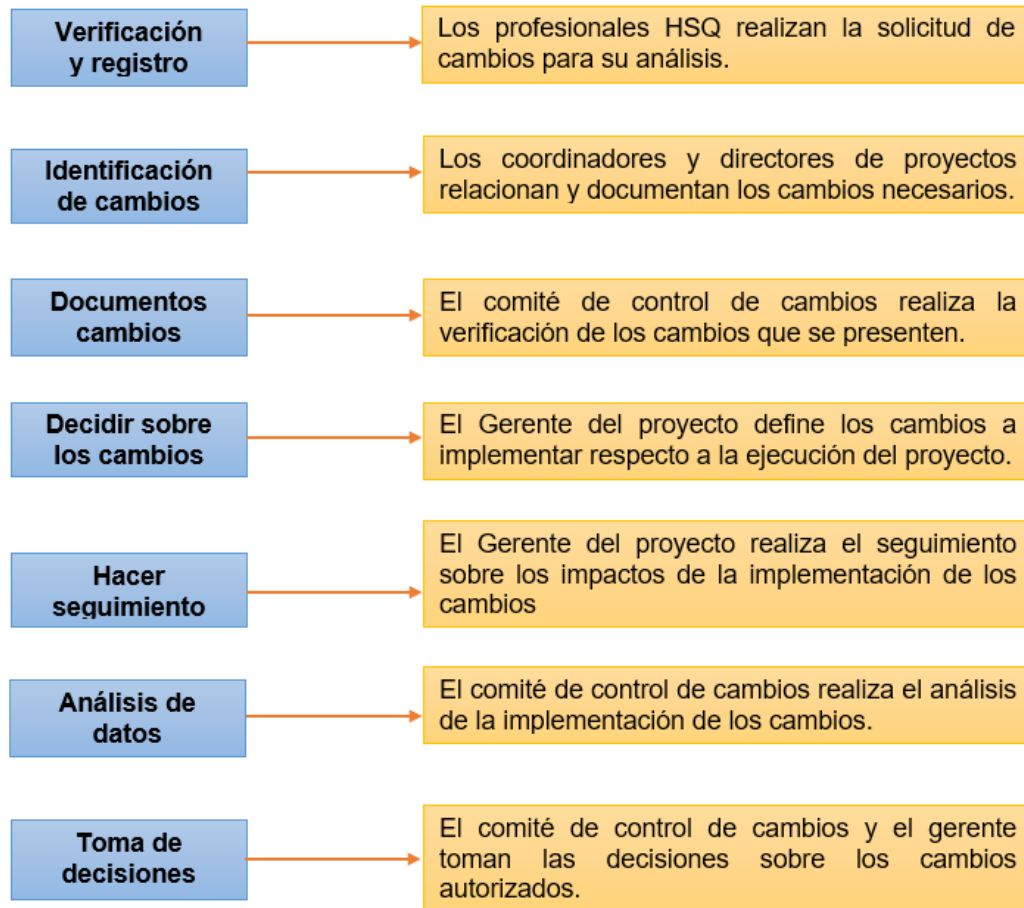 Verificación
y registro
Los profesionales HSQ realizan la solicitud de
cambios para su análisis.
Identificación
de cambios
Los coordinadores y directores de proyectos
relacionan y documentan los cambios necesarios.
Documentos
cambios
El comité de control de cambios realiza la
verificación de los cambios que se presenten.
Decidir sobre
los cambios
El Gerente del proyecto define los cambios a
implementar respecto a la ejecución del proyecto.
Hacer
seguimiento
El Gerente del proyecto realiza el seguimiento
sobre los impactos de la implementación de los
cambios
Análisis de
datos
El comité de control de cambios realiza el análisis
de la implementación de los cambios.
Toma de
decisiones
El comité de control de cambios y el gerente
toman las decisiones sobre los cambios
autorizados.